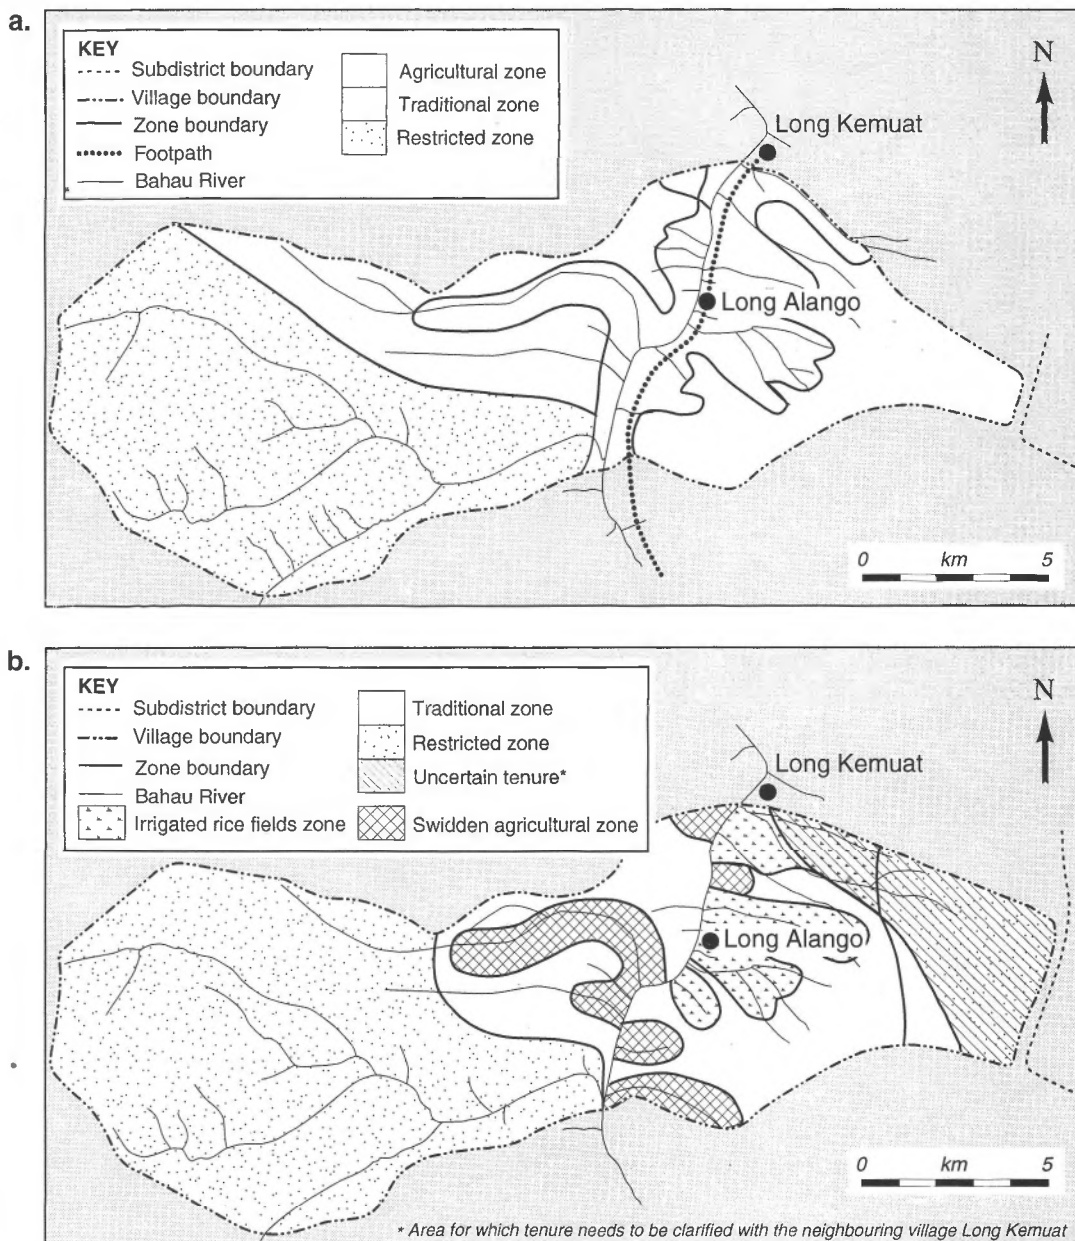 a.
KEY
Subdistrict boundary
Village boundary
Zone boundary
Footpath
Bahau River
Agricultural zone
Traditional zone
Restricted zone
N
Long Kemuat
Long Alango
0 km 5
b.
KEY
Subdistrict boundary
Village boundary
Zone boundary
Bahau River
Irrigated rice fields zone
Traditional zone
Restricted zone
Uncertain tenure*
Swidden agricultural zone
N
Long Kemuat
Long Alango
0 km 5
* Area for which tenure needs to be clarified with the neighbouring village Long Kemuat